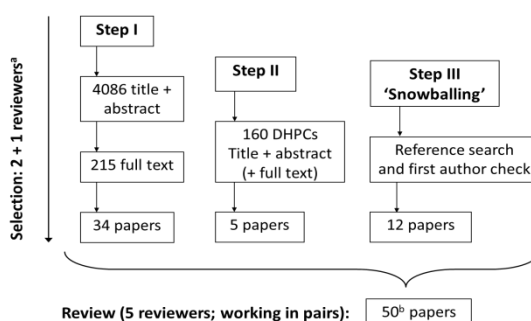 Selection: 2 + 1 reviewersᵃ
Step I
4086 title +
abstract
215 full text
34 papers
Step II
160 DHPCs
Title + abstract
(+ full text)
5 papers
Step III
‘Snowballing’
Reference search
and first author check
12 papers
Review (5 reviewers; working in pairs):
50ᵇ papers